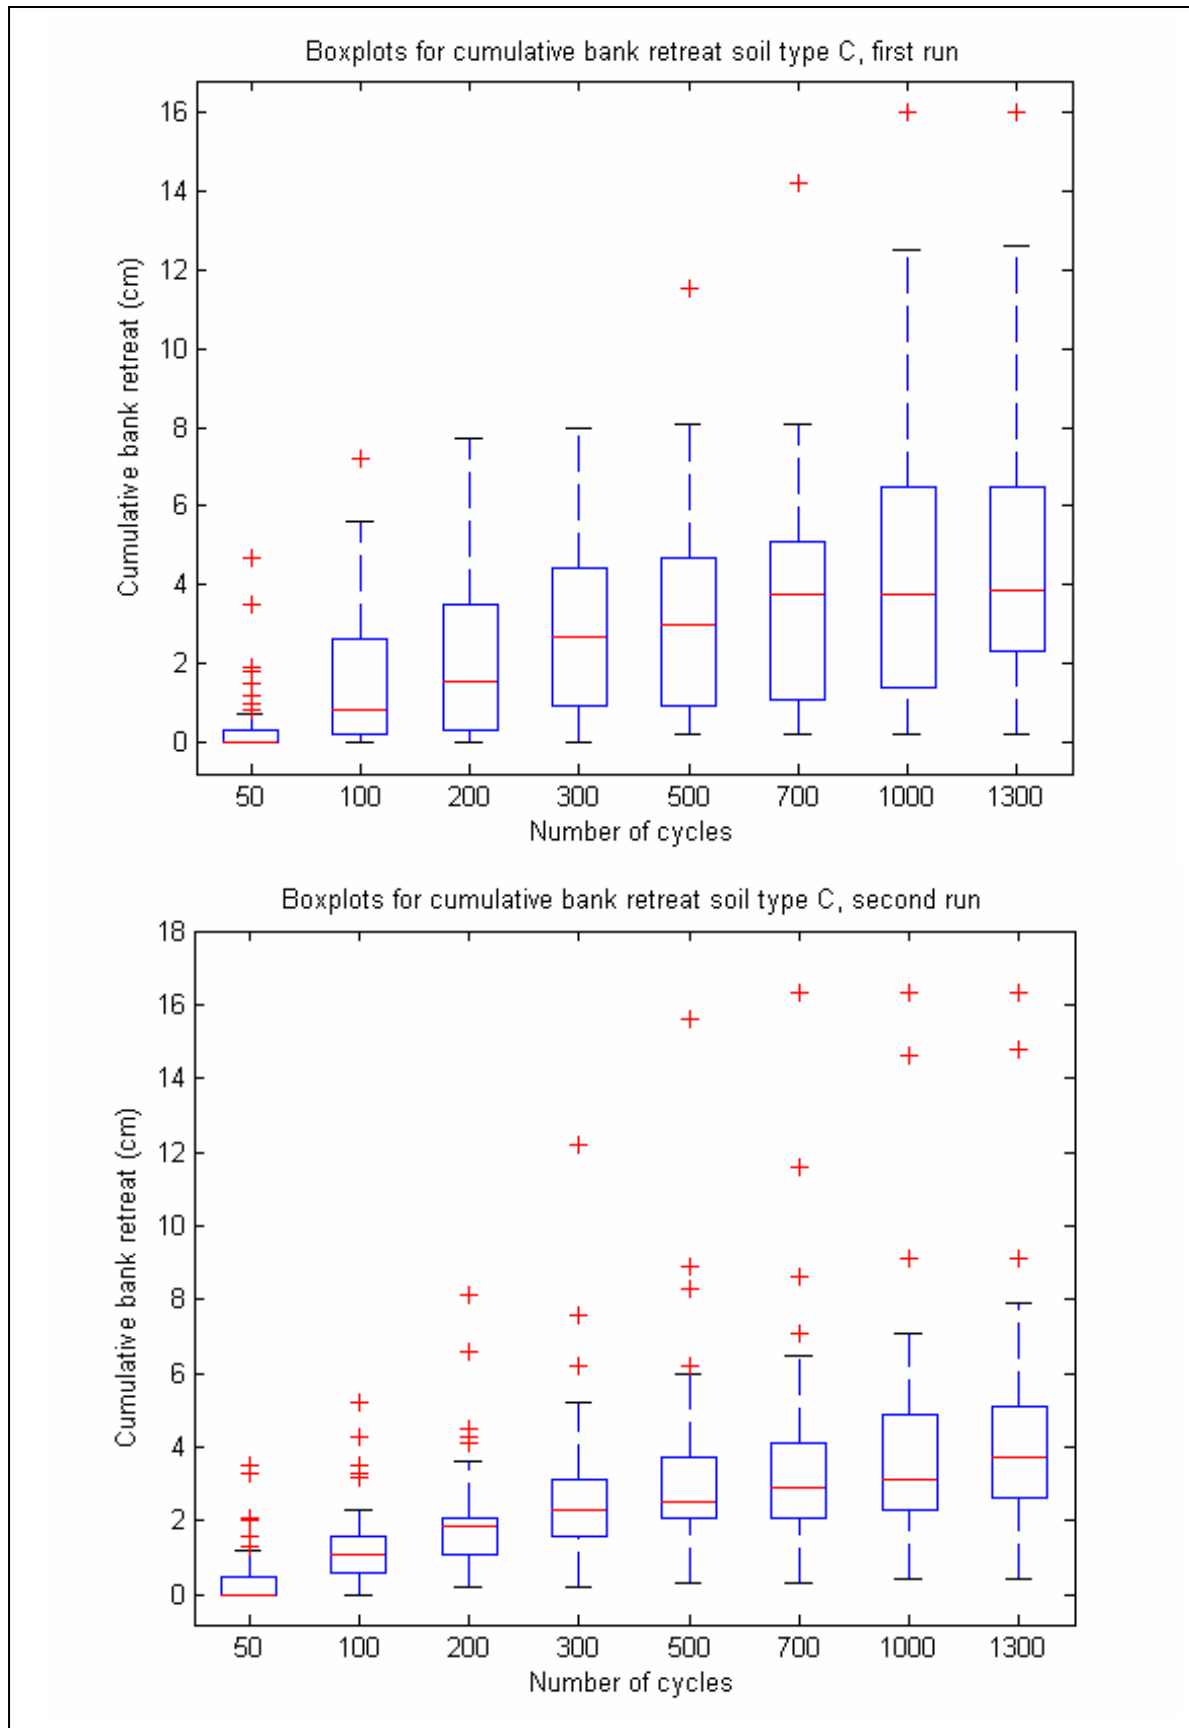 Boxplots for cumulative bank retreat soil type C, first run
16
14
12
10
8
6
4
2
0
Cumulative bank retreat (cm)
50 100 200 300 500 700 1000 1300
Number of cycles
Boxplots for cumulative bank retreat soil type C, second run
18
16
14
12
10
8
6
4
2
0
Cumulative bank retreat (cm)
50 100 200 300 500 700 1000 1300
Number of cycles